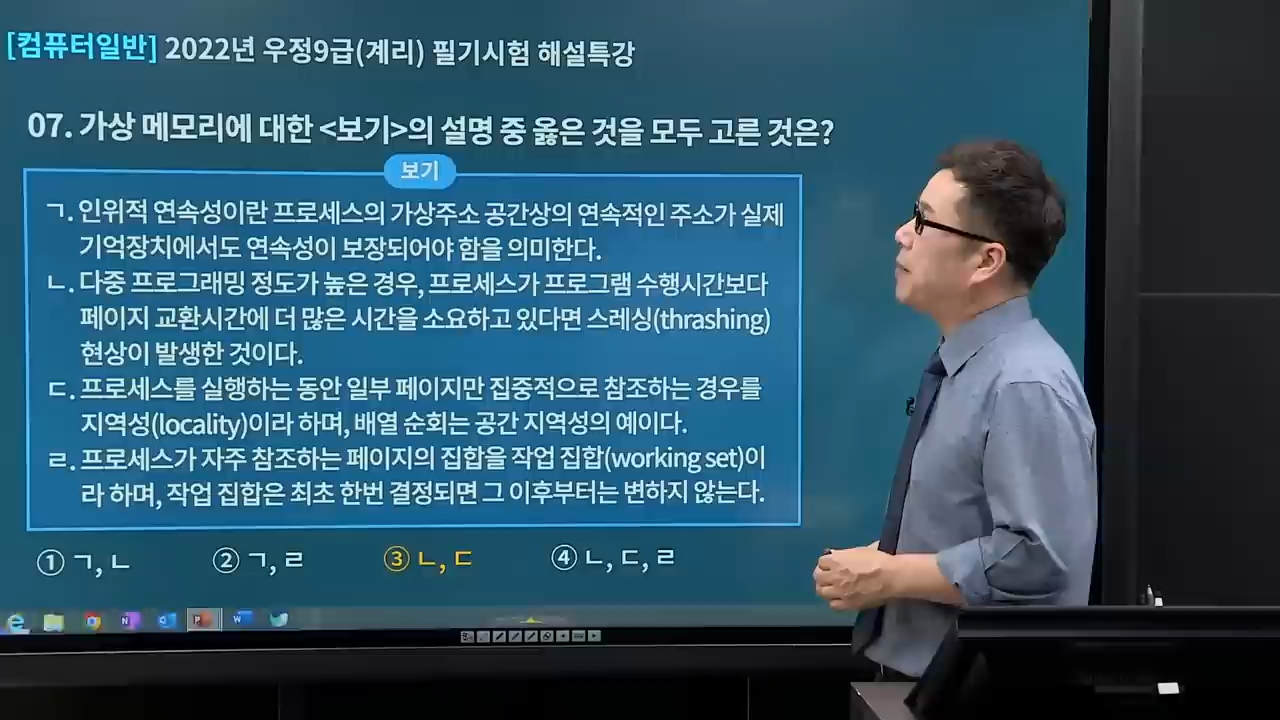 [컴퓨터일반] 2022년 우정9급(계리) 필기시험 해설특강
07. 가상 메모리에 대한 <보기>의 설명 중 옳은 것을 모두 고른 것은?
보기
ㄱ. 인위적 연속성이란 프로세스의 가상주소 공간상의 연속적인 주소가 실제
기억장치에서도 연속성이 보장되어야 함을 의미한다.
ㄴ. 다중 프로그래밍 정도가 높은 경우, 프로세스가 프로그램 수행시간보다
페이지 교환시간에 더 많은 시간을 소요하고 있다면 스레싱(thrashing)
현상이 발생한 것이다.
ㄷ. 프로세스를 실행하는 동안 일부 페이지만 집중적으로 참조하는 경우를
지역성(locality)이라 하며, 배열 순회는 공간 지역성의 예이다.
ㄹ. 프로세스가 자주 참조하는 페이지의 집합을 작업 집합(working set)이
라 하며, 작업 집합은 최초 한번 결정되면 그 이후부터는 변하지 않는다.
① ㄱ, ㄴ ② ㄱ, ㄹ ③ ㄴ, ㄷ ④ ㄴ, ㄷ, ㄹ